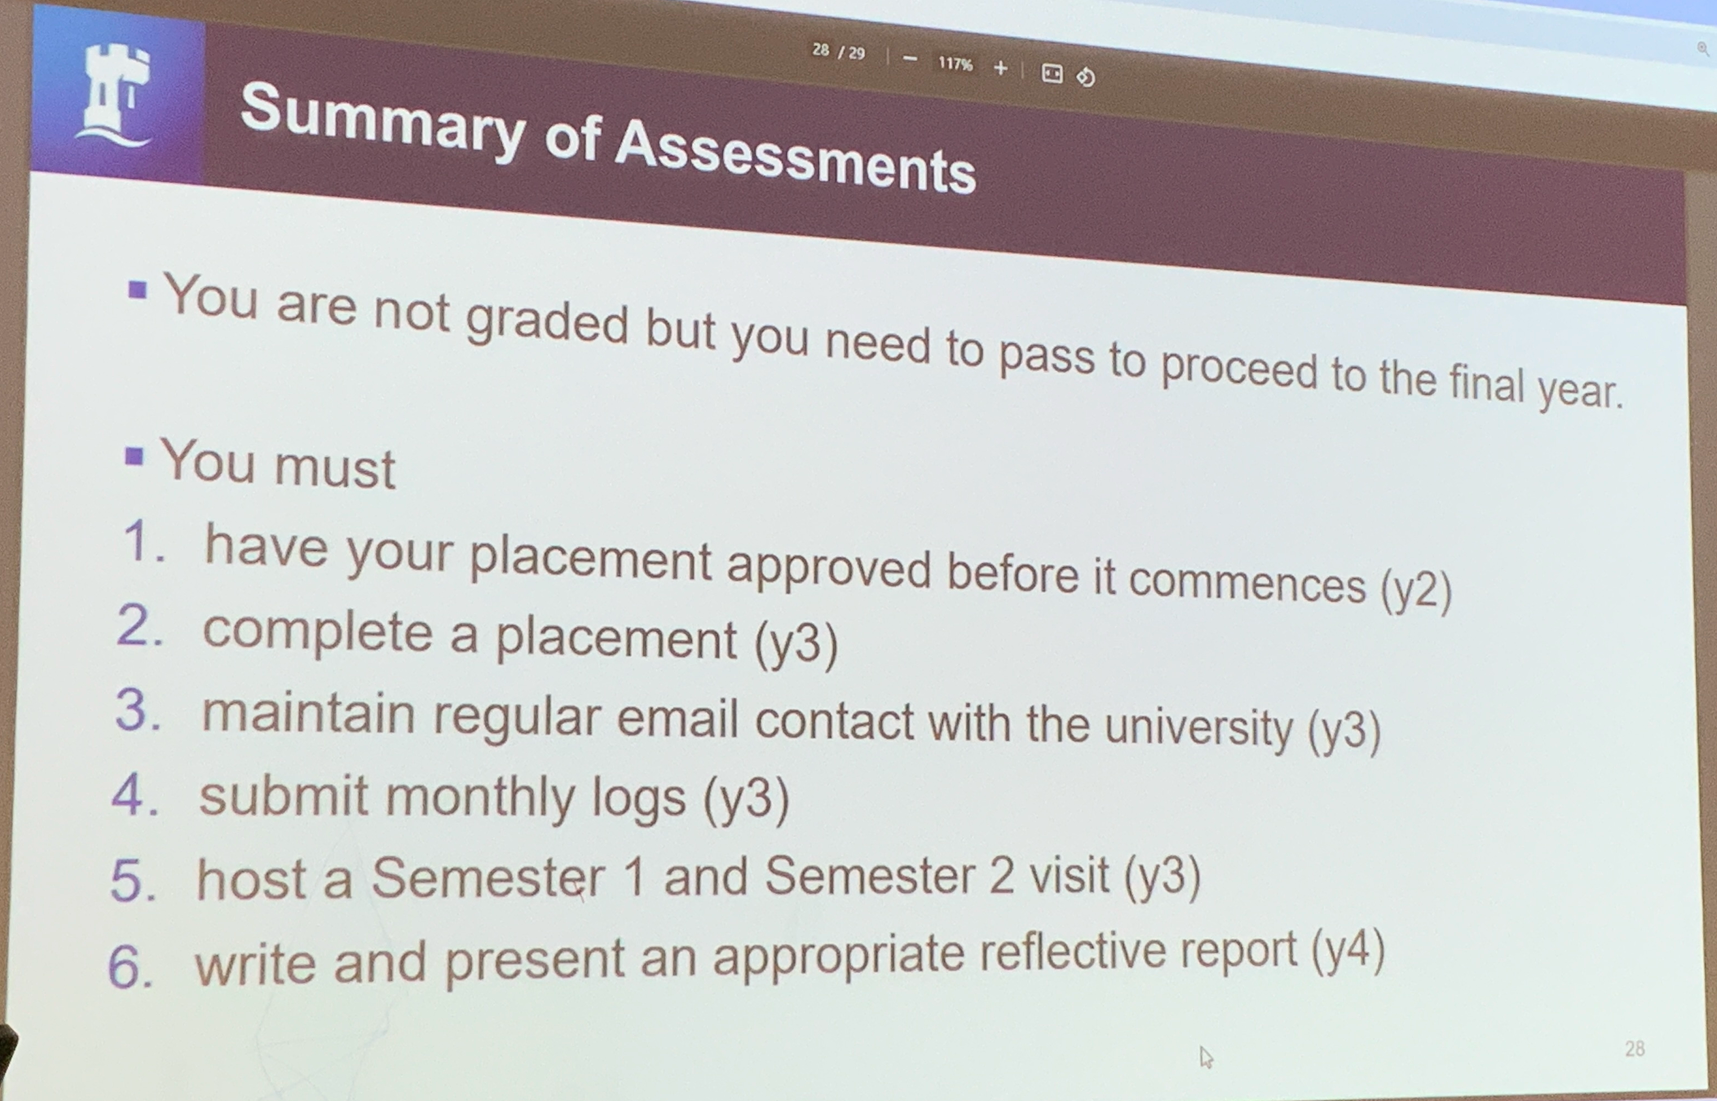 28 / 29
117%
Summary of Assessments
You are not graded but you need to pass to proceed to the final year.
You must
1. have your placement approved before it commences (y2)
2. complete a placement (y3)
3. maintain regular email contact with the university (y3)
4. submit monthly logs (y3)
5. host a Semester 1 and Semester 2 visit (y3)
6. write and present an appropriate reflective report (y4)
28